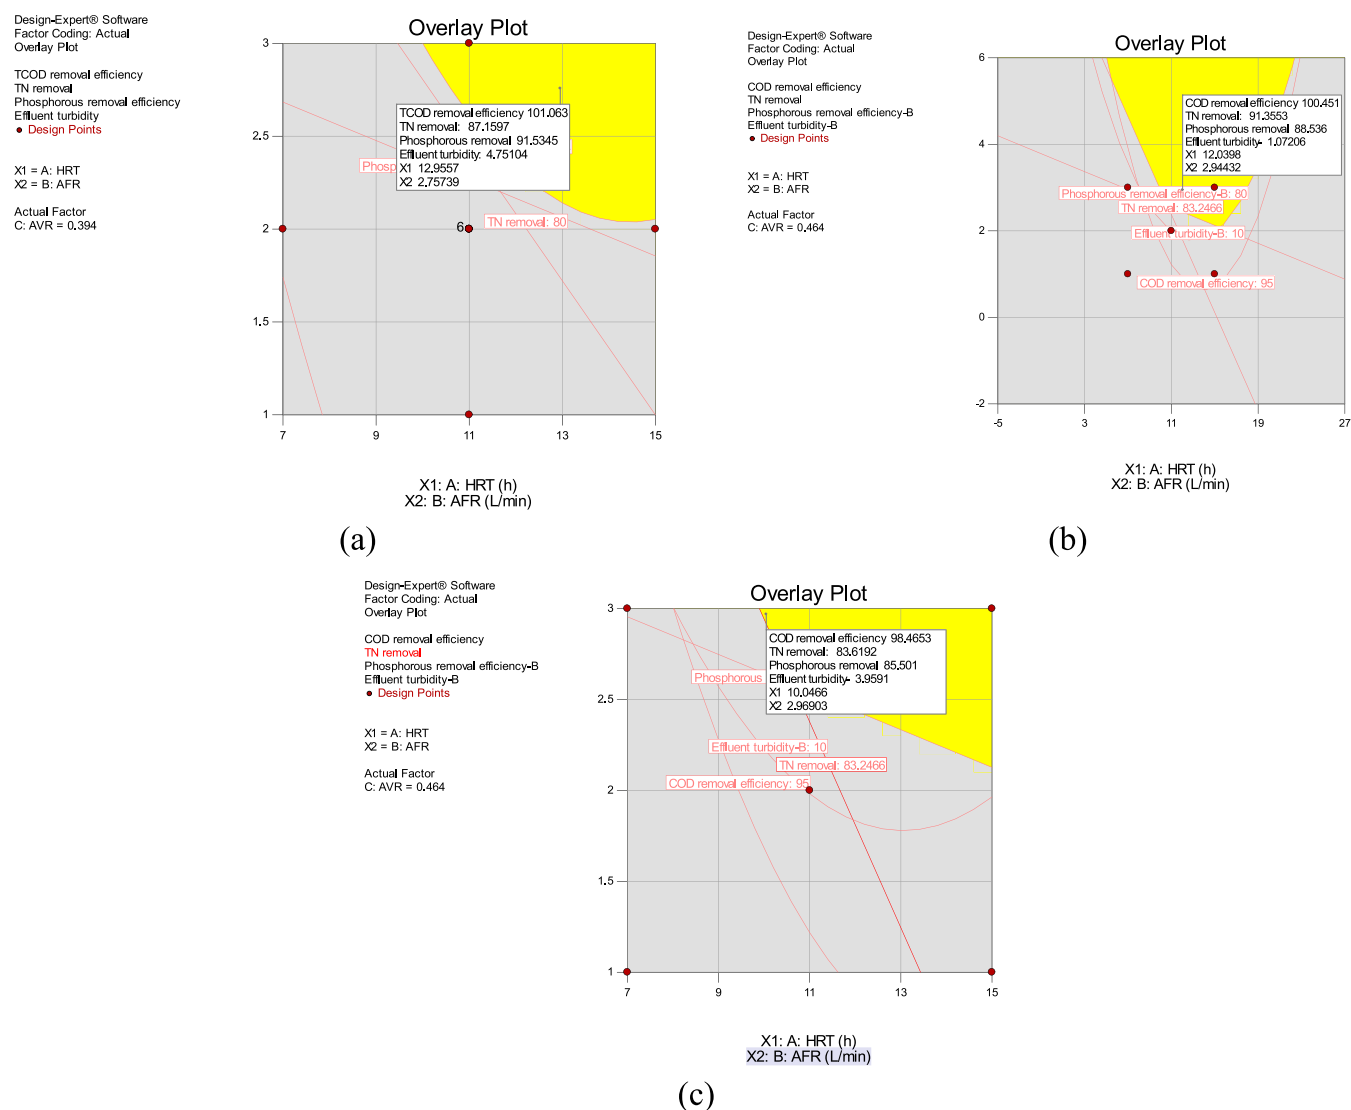 Design-Expert® Software
Factor Coding: Actual
Overlay Plot
TCOD removal efficiency
TN removal
Phosphorous removal efficiency
Effluent turbidity
Design Points
X1 = A: HRT
X2 = B: AFR
Actual Factor
C: AVR = 0.394
Overlay Plot
3
2.5
2
1.5
1
7
9
11
13
15
TCOD removal efficiency 101.063
TN removal: 87.1597
Phosphorous removal 91.5345
Effluent turbidity: 4.75104
X1 12.9557
X2 2.75739
Phosp
TN removal: 80
6
X1: A: HRT (h)
X2: B: AFR (L/min)
(a)
Design-Expert® Software
Factor Coding: Actual
Overlay Plot
COD removal efficiency
TN removal
Phosphorous removal efficiency-B
Effluent turbidity-B
Design Points
X1 = A: HRT
X2 = B: AFR
Actual Factor
C: AVR = 0.464
Overlay Plot
6
4
2
0
-2
-5
3
11
19
27
COD removal efficiency 100.451
TN removal: 91.3553
Phosphorous removal 88.536
Effluent turbidity- 1.07206
X1 12.0398
X2 2.94432
Phosphorous removal efficiency-B: 80
TN removal: 83.2466
Effluent turbidity-B: 10
COD removal efficiency: 95
X1: A: HRT (h)
X2: B: AFR (L/min)
(b)
Design-Expert® Software
Factor Coding: Actual
Overlay Plot
COD removal efficiency
TN removal
Phosphorous removal efficiency-B
Effluent turbidity-B
Design Points
X1 = A: HRT
X2 = B: AFR
Actual Factor
C: AVR = 0.464
Overlay Plot
3
2.5
2
1.5
1
7
9
11
13
15
COD removal efficiency 98.4653
TN removal: 83.6192
Phosphorous removal 85.501
Effluent turbidity- 3.9591
X1 10.0466
X2 2.96903
Phosphorous
Effluent turbidity-B: 10
TN removal: 83.2466
COD removal efficiency: 95
X1: A: HRT (h)
X2: B: AFR (L/min)
(c)